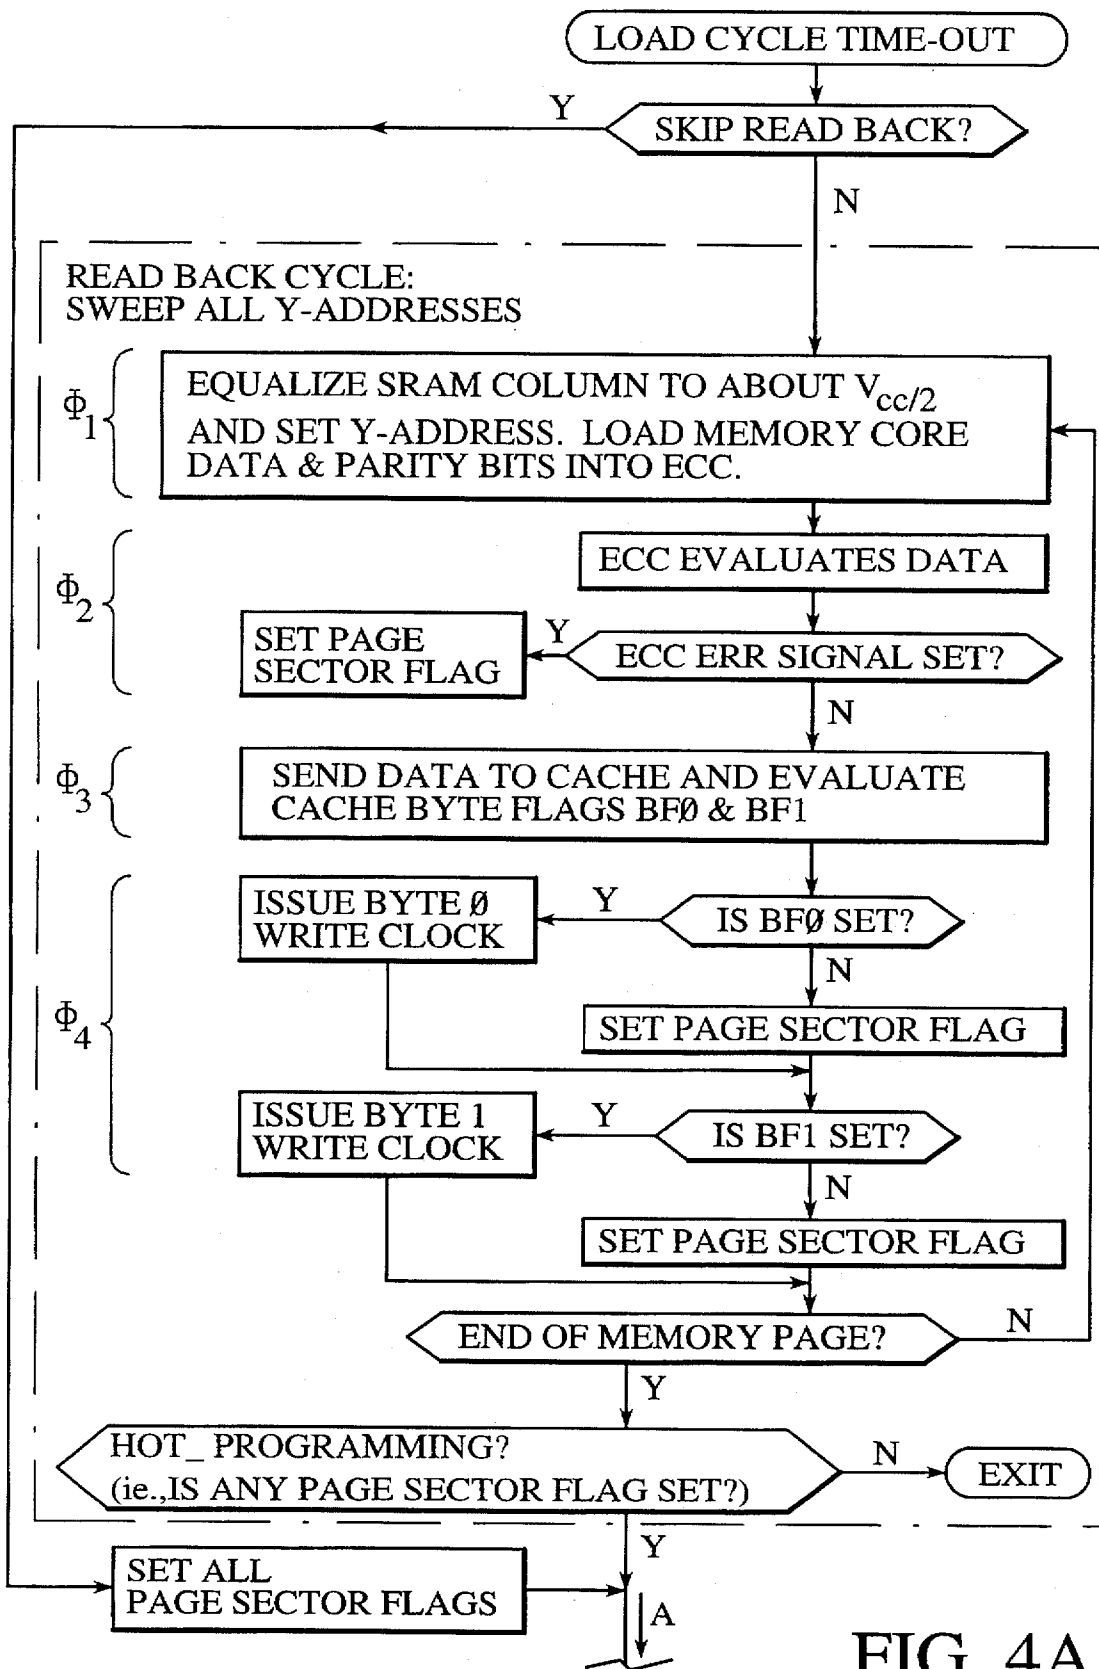 LOAD CYCLE TIME-OUT
Y
SKIP READ BACK?
N
READ BACK CYCLE:
SWEEP ALL Y-ADDRESSES
Φ1
EQUALIZE SRAM COLUMN TO ABOUT Vcc/2
AND SET Y-ADDRESS. LOAD MEMORY CORE
DATA & PARITY BITS INTO ECC.
Φ2
ECC EVALUATES DATA
SET PAGE
SECTOR FLAG
Y
ECC ERR SIGNAL SET?
N
Φ3
SEND DATA TO CACHE AND EVALUATE
CACHE BYTE FLAGS BFØ & BF1
Φ4
ISSUE BYTE Ø
WRITE CLOCK
Y
IS BFØ SET?
N
SET PAGE SECTOR FLAG
ISSUE BYTE 1
WRITE CLOCK
Y
IS BF1 SET?
N
SET PAGE SECTOR FLAG
END OF MEMORY PAGE?
N
Y
HOT_ PROGRAMMING?
(ie.,IS ANY PAGE SECTOR FLAG SET?)
N
EXIT
Y
SET ALL
PAGE SECTOR FLAGS
A
FIG. 4A